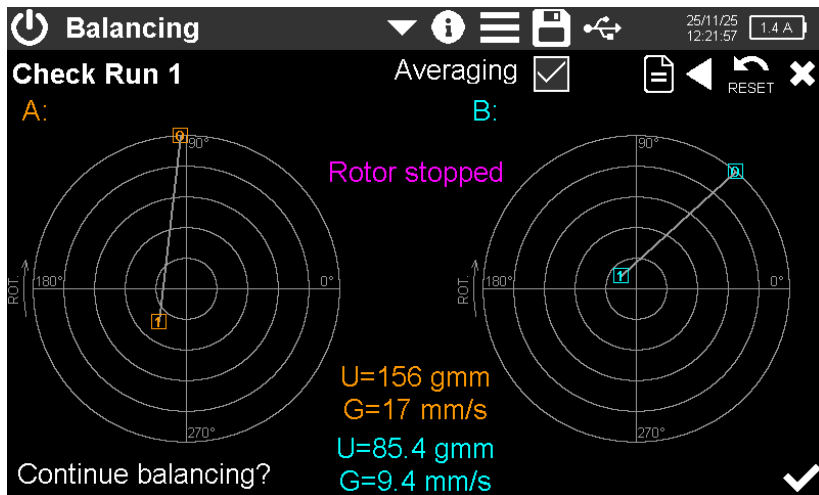 Balancing
25/11/25
12:21:57
1.4 A
Check Run 1
Averaging
RESET
A:
B:
0
90°
90°
0
Rotor stopped
ROT.
180°
0°
ROT.
180°
0°
1
1
U=156 gmm
G=17 mm/s
270°
270°
U=85.4 gmm
G=9.4 mm/s
Continue balancing?